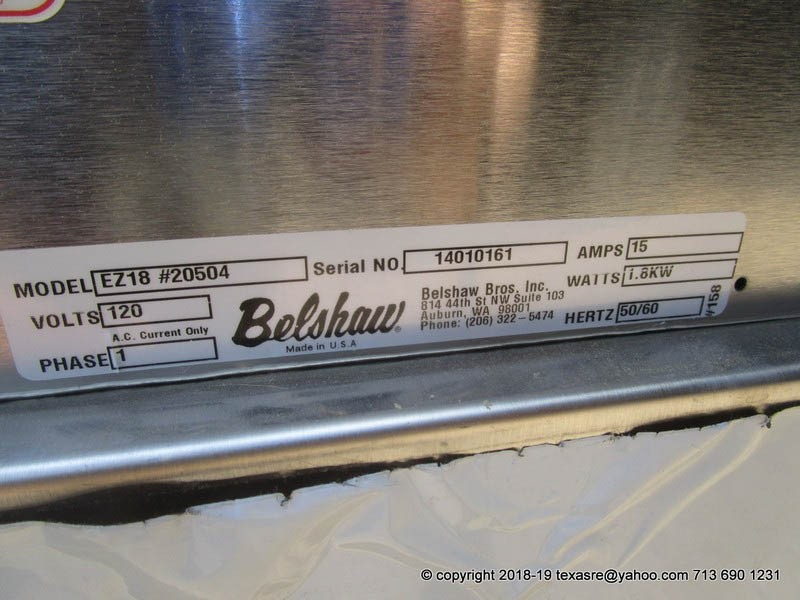 MODEL EZ18 #20504
Serial NO. 14010161
AMPS 15
VOLTS 120
A.C. Current Only
PHASE 1
Belshaw®
Made in U.S.A
Belshaw Bros. Inc.
814 44th St NW Suite 103
Auburn, WA 98001
Phone: (206) 322-5474
WATTS 1.8KW
HERTZ 50/60
© copyright 2018-19 texasre@yahoo.com 713 690 1231